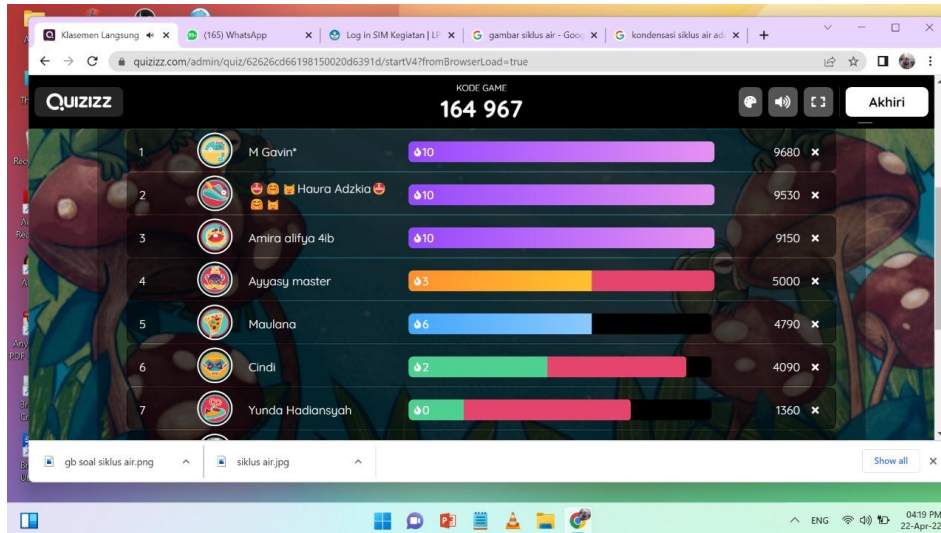 Klasemen Langsung
(165) WhatsApp
Log in SIM Kegiatan | LP
gambar siklus air - Goog
kondensasi siklus air ada
quizizz.com/admin/quiz/62626cd66198150020d6391d/startV4?fromBrowserLoad=true
QUIZIZZ
KODE GAME
164 967
Akhiri
1 M Gavin* 10 9680
2 🤩🤗😺Haura Adzkia🤩🤗😺 10 9530
3 Amira alifya 4ib 10 9150
4 Ayyasy master 3 5000
5 Maulana 6 4790
6 Cindi 2 4090
7 Yunda Hadiansyah 0 1360
gb soal siklus air.png
siklus air.jpg
Show all
ENG
04:19 PM
22-Apr-22